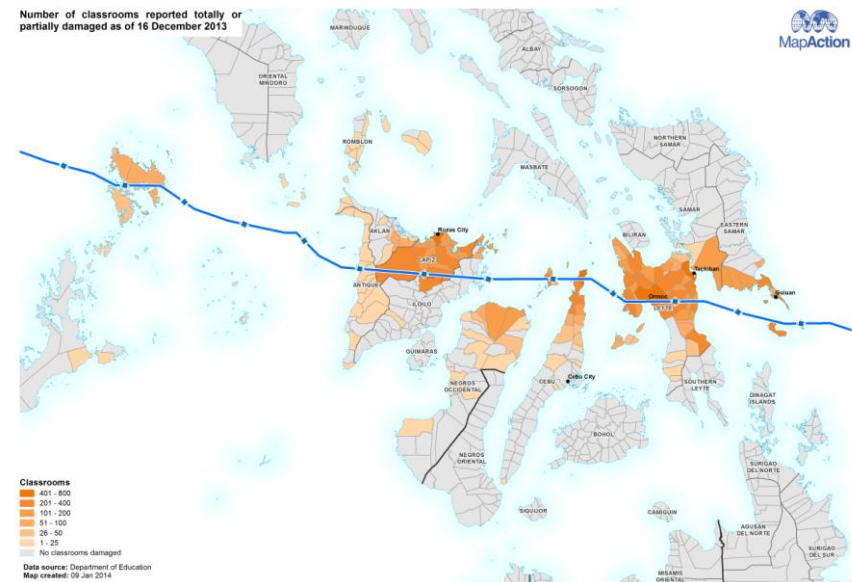 Number of classrooms reported totally or
partially damaged as of 16 December 2013
MapAction
MARINDUQUE
ALBAY
ORIENTAL
MINDORO
SORSOGON
ROMBLON
NORTHERN
SAMAR
MASBATE
SAMAR
EASTERN
SAMAR
AKLAN
Roxas City
BILIRAN
CAPIZ
Tacloban
ANTIQUE
ILOILO
Ormoc
Guiuan
LEYTE
GUIMARAS
NEGROS
OCCIDENTAL
CEBU
Cebu City
SOUTHERN
LEYTE
DINAGAT
ISLANDS
BOHOL
NEGROS
ORIENTAL
SURIGAO
DEL NORTE
SIQUIJOR
CAMIGUIN
AGUSAN
DEL NORTE
SURIGAO
DEL SUR
MISAMIS
ORIENTAL
Classrooms
401 - 800
201 - 400
101 - 200
51 - 100
26 - 50
1 - 25
No classrooms damaged
Data source: Department of Education
Map created: 09 Jan 2014